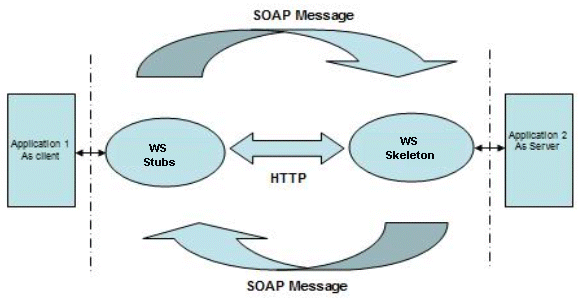 SOAP Message
Application 1
As client
WS
Stubs
HTTP
WS
Skeleton
Application 2
As Server
SOAP Message